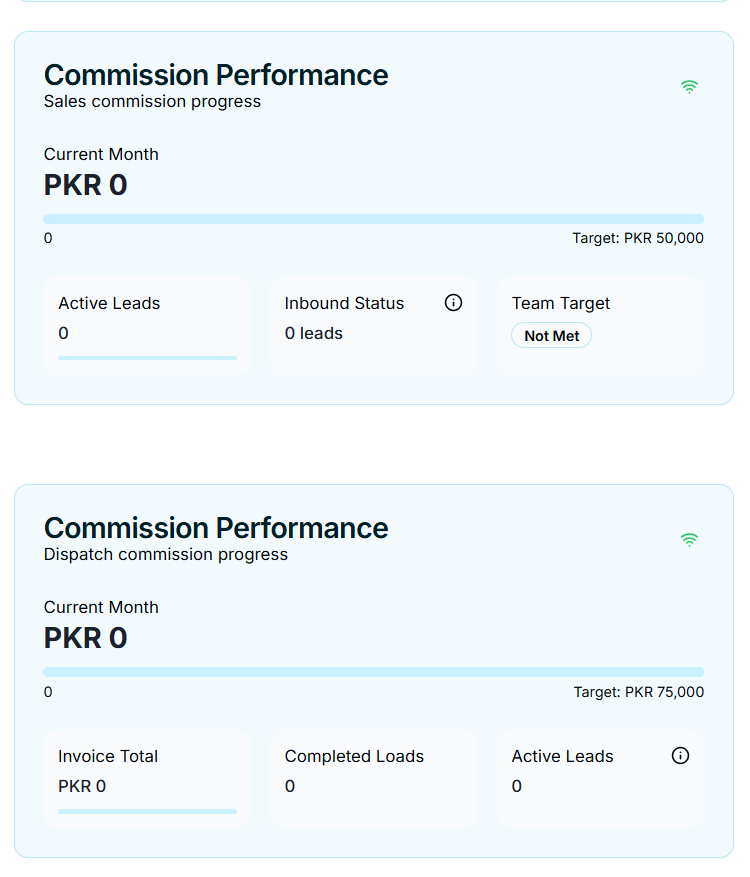 Commission Performance
Sales commission progress
Current Month
PKR 0
0 Target: PKR 50,000
Active Leads
0
Inbound Status
0 leads
Team Target
Not Met
Commission Performance
Dispatch commission progress
Current Month
PKR 0
0 Target: PKR 75,000
Invoice Total
PKR 0
Completed Loads
0
Active Leads
0